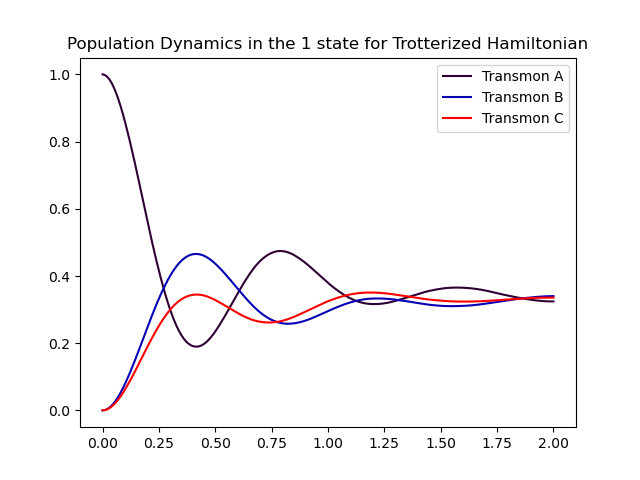 Population Dynamics in the 1 state for Trotterized Hamiltonian
Transmon A
Transmon B
Transmon C
1.0
0.8
0.6
0.4
0.2
0.0
0.00 0.25 0.50 0.75 1.00 1.25 1.50 1.75 2.00